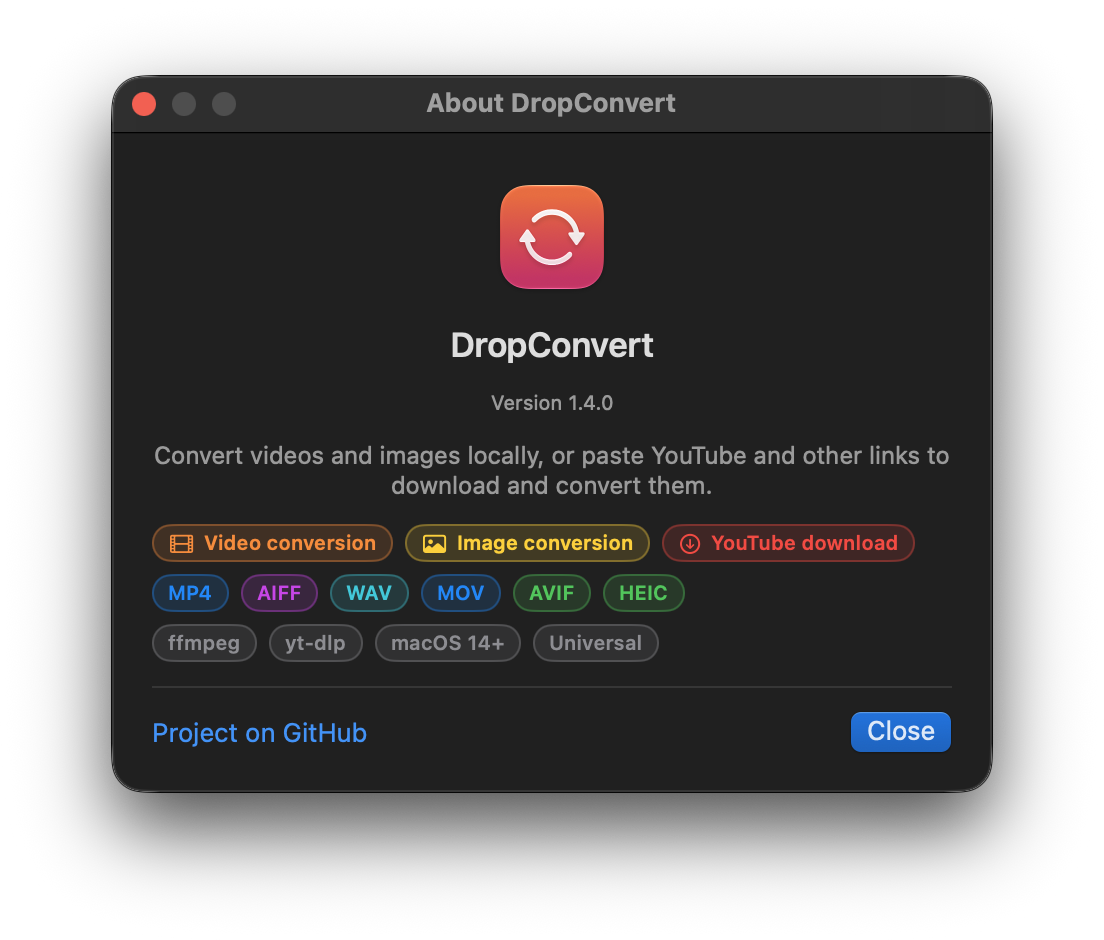 About DropConvert
DropConvert
Version 1.4.0
Convert videos and images locally, or paste YouTube and other links to
download and convert them.
Video conversion Image conversion YouTube download
MP4 AIFF WAV MOV AVIF HEIC
ffmpeg yt-dlp macOS 14+ Universal
Project on GitHub Close